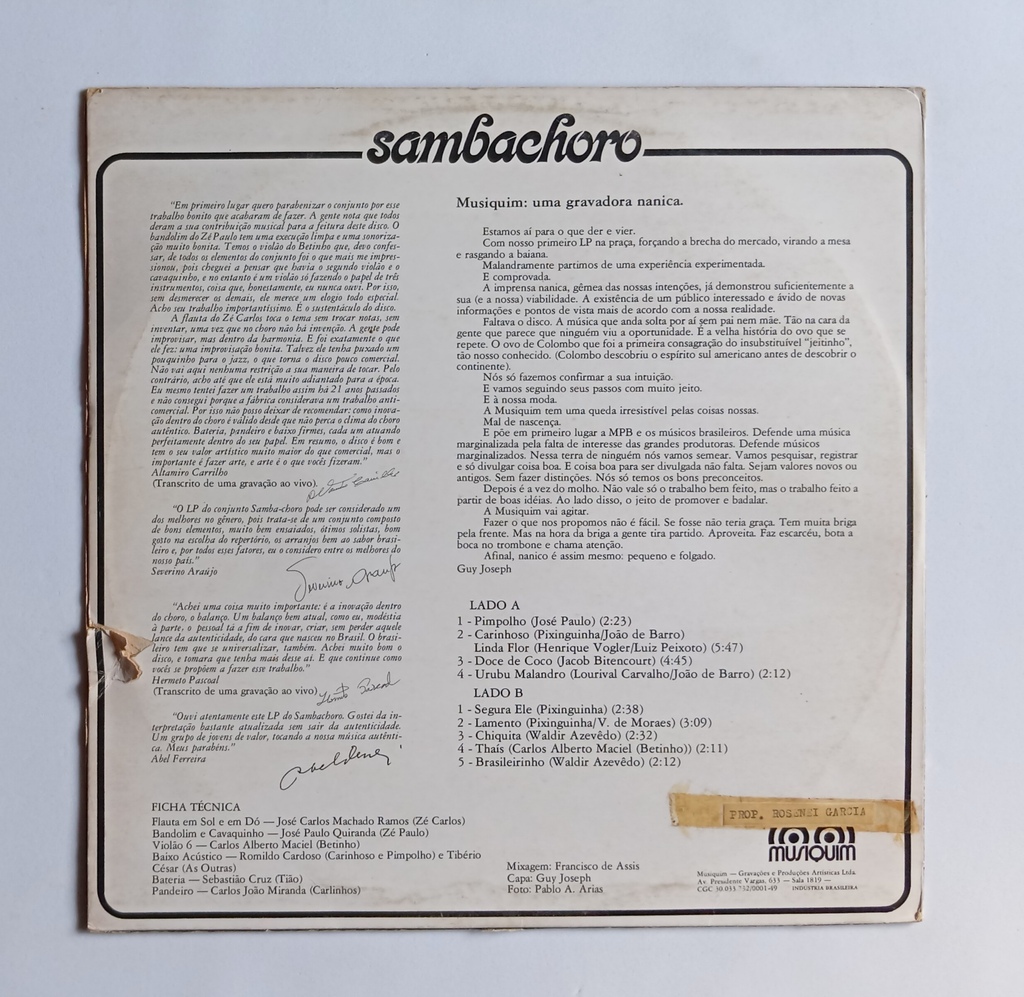 sambachoro
"Em primeiro lugar quero parabenizar o conjunto por esse
trabalho bonito que acabaram de fazer. A gente nota que todos
deram a sua contribuição musical para a feitura deste disco. O
bandolim do Zé Paulo tem uma execução limpa e uma sonoriza-
ção muito bonita. Temos o violão do Betinho que, devo confes-
sar, de todos os elementos do conjunto foi o que mais me impres-
sionou, pois cheguei a pensar que havia o segundo violão e o
cavaquinho, e no entanto é um violão só fazendo o papel de três
instrumentos, coisa que, honestamente, eu nunca ouvi. Por isso,
sem desmerecer os demais, ele merece um elogio todo especial.
Acho seu trabalho importantíssimo. É o sustentáculo do disco.
A flauta do Zé Carlos toca o tema sem trocar notas, sem
inventar, uma vez que no choro não há invenção. A gente pode
improvisar, mas dentro da harmonia. E foi exatamente o que
ele fez: uma improvisação bonita. Talvez ele tenha puxado um
pouquinho para o jazz, o que torna o disco pouco comercial.
Não vai aqui nenhuma restrição a sua maneira de tocar. Pelo
contrário, acho até que ele está muito adiantado para a época.
Eu mesmo tentei fazer um trabalho assim há 21 anos passados
e não consegui porque a fábrica considerava um trabalho anti-
comercial. Por isso não posso deixar de recomendar: como inova-
ção dentro do choro é válido desde que não perca o clima do choro
autêntico. Bateria, pandeiro e baixo firmes, cada um atuando
perfeitamente dentro do seu papel. Em resumo, o disco é bom e
tem o seu valor artístico muito maior do que comercial, mas o
importante é fazer arte, e arte é o que vocês fizeram."
Altamiro Carrilho
(Transcrito de uma gravação ao vivo)
"O LP do conjunto Samba-choro pode ser considerado um
dos melhores no gênero, pois trata-se de um conjunto composto
de bons elementos, muito bem ensaiados, ótimos solistas, bom
gosto na escolha do repertório, os arranjos bem ao sabor brasi-
leiro e, por todos esses fatores, eu o considero entre os melhores do
nosso país."
Severino Araújo
Severino Araujo
"Achei uma coisa muito importante: é a inovação dentro
do choro, o balanço. Um balanço bem atual, como eu, modéstia
à parte, o pessoal tá a fim de inovar, criar, sem perder aquele
lance da autenticidade, do cara que nasceu no Brasil. O brasi-
leiro tem que se universalizar, também. Achei muito bom o
disco, e tomara que tenha mais desse aí. E que continue como
vocês se propõem a fazer esse trabalho."
Hermeto Pascoal
(Transcrito de uma gravação ao vivo)
"Ouvi atentamente este LP do Sambachoro. Gostei da in-
terpretação bastante atualizada sem sair da autenticidade.
Um grupo de jovens de valor, tocando a nossa música autênti-
ca. Meus parabéns."
Abel Ferreira
FICHA TÉCNICA
Flauta em Sol e em Dó — José Carlos Machado Ramos (Zé Carlos)
Bandolim e Cavaquinho — José Paulo Quiranda (Zé Paulo)
Violão 6 — Carlos Alberto Maciel (Betinho)
Baixo Acústico — Romildo Cardoso (Carinhoso e Pimpolho) e Tibério
César (As Outras)
Bateria — Sebastião Cruz (Tião)
Pandeiro — Carlos João Miranda (Carlinhos)
Musiquim: uma gravadora nanica.
Estamos aí para o que der e vier.
Com nosso primeiro LP na praça, forçando a brecha do mercado, virando a mesa
e rasgando a baiana.
Malandramente partimos de uma experiência experimentada.
E comprovada.
A imprensa nanica, gêmea das nossas intenções, já demonstrou suficientemente a
sua (e a nossa) viabilidade. A existência de um público interessado e ávido de novas
informações e pontos de vista mais de acordo com a nossa realidade.
Faltava o disco. A música que anda solta por aí sem pai nem mãe. Tão na cara da
gente que parece que ninguém viu a oportunidade. É a velha história do ovo que se
repete. O ovo de Colombo que foi a primeira consagração do insubstituível "jeitinho",
tão nosso conhecido. (Colombo descobriu o espírito sul americano antes de descobrir o
continente).
Nós só fazemos confirmar a sua intuição.
E vamos seguindo seus passos com muito jeito.
E à nossa moda.
A Musiquim tem uma queda irresistível pelas coisas nossas.
Mal de nascença.
E põe em primeiro lugar a MPB e os músicos brasileiros. Defende uma música
marginalizada pela falta de interesse das grandes produtoras. Defende músicos
marginalizados. Nessa terra de ninguém nós vamos semear. Vamos pesquisar, registrar
e só divulgar coisa boa. E coisa boa para ser divulgada não falta. Sejam valores novos ou
antigos. Sem fazer distinções. Nós só temos os bons preconceitos.
Depois é a vez do molho. Não vale só o trabalho bem feito, mas o trabalho feito a
partir de boas idéias. Ao lado disso, o jeito de promover e badalar.
A Musiquim vai agitar.
Fazer o que nos propomos não é fácil. Se fosse não teria graça. Tem muita briga
pela frente. Mas na hora da briga a gente tira partido. Aproveita. Faz escarcéu, bota a
boca no trombone e chama atenção.
Afinal, nanico é assim mesmo: pequeno e folgado.
Guy Joseph
LADO A
1 - Pimpolho (José Paulo) (2:23)
2 - Carinhoso (Pixinguinha/João de Barro)
Linda Flor (Henrique Vogler/Luiz Peixoto) (5:47)
3 - Doce de Coco (Jacob Bitencourt) (4:45)
4 - Urubu Malandro (Lourival Carvalho/João de Barro) (2:12)
LADO B
1 - Segura Ele (Pixinguinha) (2:38)
2 - Lamento (Pixinguinha/V. de Moraes) (3:09)
3 - Chiquita (Waldir Azevêdo) (2:32)
4 - Thaís (Carlos Alberto Maciel (Betinho)) (2:11)
5 - Brasileirinho (Waldir Azevêdo) (2:12)
Mixagem: Francisco de Assis
Capa: Guy Joseph
Foto: Pablo A. Arias
PROF. ROSENEI GARCIA
MUSIQUIM
Musiquim — Gravações e Produções Artísticas Ltda.
Av. Presidente Vargas, 633 — Sala 1819 —
CGC 30.033 /0001-49 INDÚSTRIA BRASILEIRA